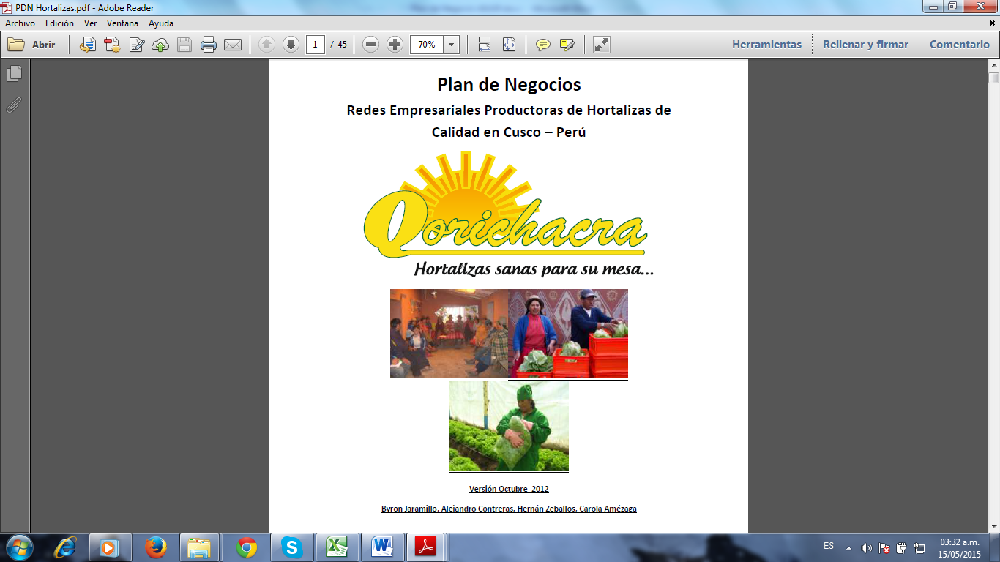 PDN Hortalizas.pdf - Adobe Reader
Archivo Edición Ver Ventana Ayuda
Abrir 1 / 45 70% Herramientas Rellenar y firmar Comentario
Plan de Negocios
Redes Empresariales Productoras de Hortalizas de
Calidad en Cusco – Perú
Qorichacra
Hortalizas sanas para su mesa...
Versión Octubre 2012
Byron Jaramillo, Alejandro Contreras, Hernán Zeballos, Carola Amézaga
ES 03:32 a.m.
15/05/2015